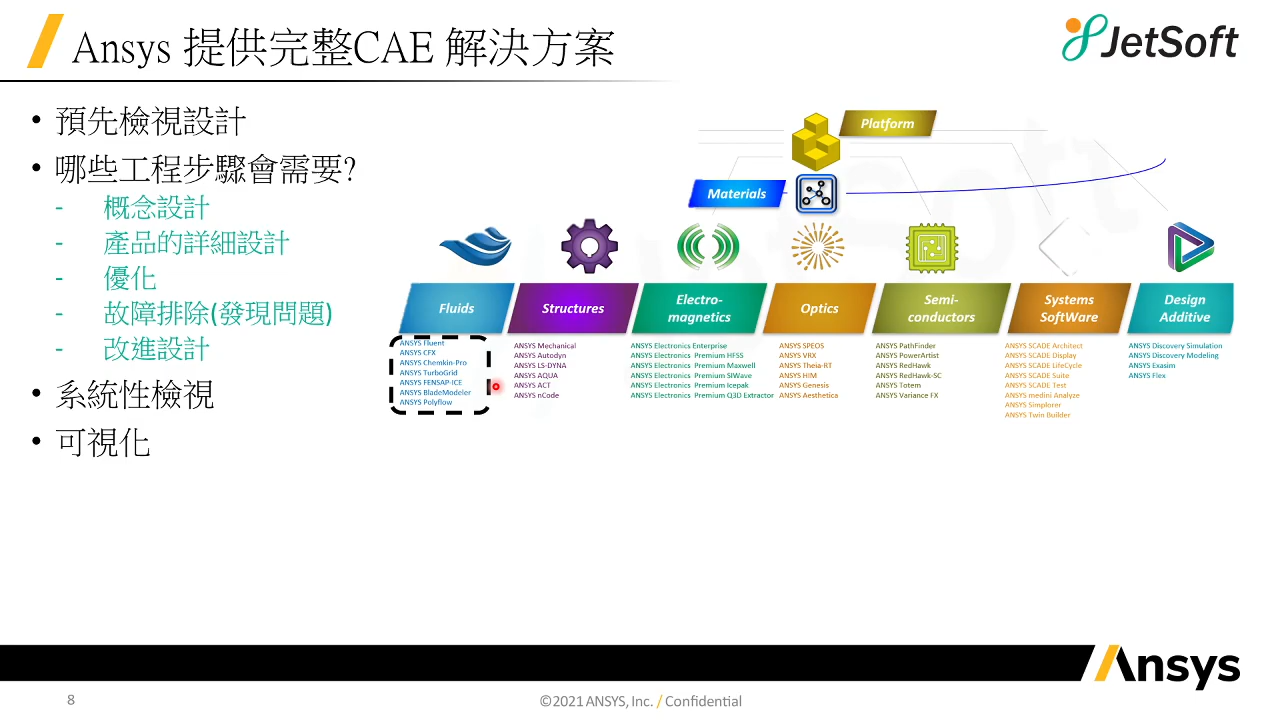 Ansys 提供完整CAE 解決方案
JetSoft
• 預先檢視設計
• 哪些工程步驟會需要?
- 概念設計
- 產品的詳細設計
- 優化
- 故障排除(發現問題)
- 改進設計
• 系統性檢視
• 可視化
Platform
Materials
Fluids
ANSYS Fluent
ANSYS CFX
ANSYS Chemkin-Pro
ANSYS TurboGrid
ANSYS FENSAP-ICE
ANSYS BladeModeler
ANSYS Polyflow
Structures
ANSYS Mechanical
ANSYS Autodyn
ANSYS LS-DYNA
ANSYS AQUA
ANSYS ACT
ANSYS nCode
Electro-
magnetics
ANSYS Electronics Enterprise
ANSYS Electronics Premium HFSS
ANSYS Electronics Premium Maxwell
ANSYS Electronics Premium SIWave
ANSYS Electronics Premium Icepak
ANSYS Electronics Premium Q3D Extractor
Optics
ANSYS SPEOS
ANSYS VRX
ANSYS Theia-RT
ANSYS HIM
ANSYS Genesis
ANSYS Aesthetica
Semi-
conductors
ANSYS PathFinder
ANSYS PowerArtist
ANSYS RedHawk
ANSYS RedHawk-SC
ANSYS Totem
ANSYS Variance FX
Systems
SoftWare
ANSYS SCADE Architect
ANSYS SCADE Display
ANSYS SCADE LifeCycle
ANSYS SCADE Suite
ANSYS SCADE Test
ANSYS medini Analyze
ANSYS Simplorer
ANSYS Twin Builder
Design
Additive
ANSYS Discovery Simulation
ANSYS Discovery Modeling
ANSYS Exasim
ANSYS Flex
Ansys
8
©2021 ANSYS, Inc. / Confidential